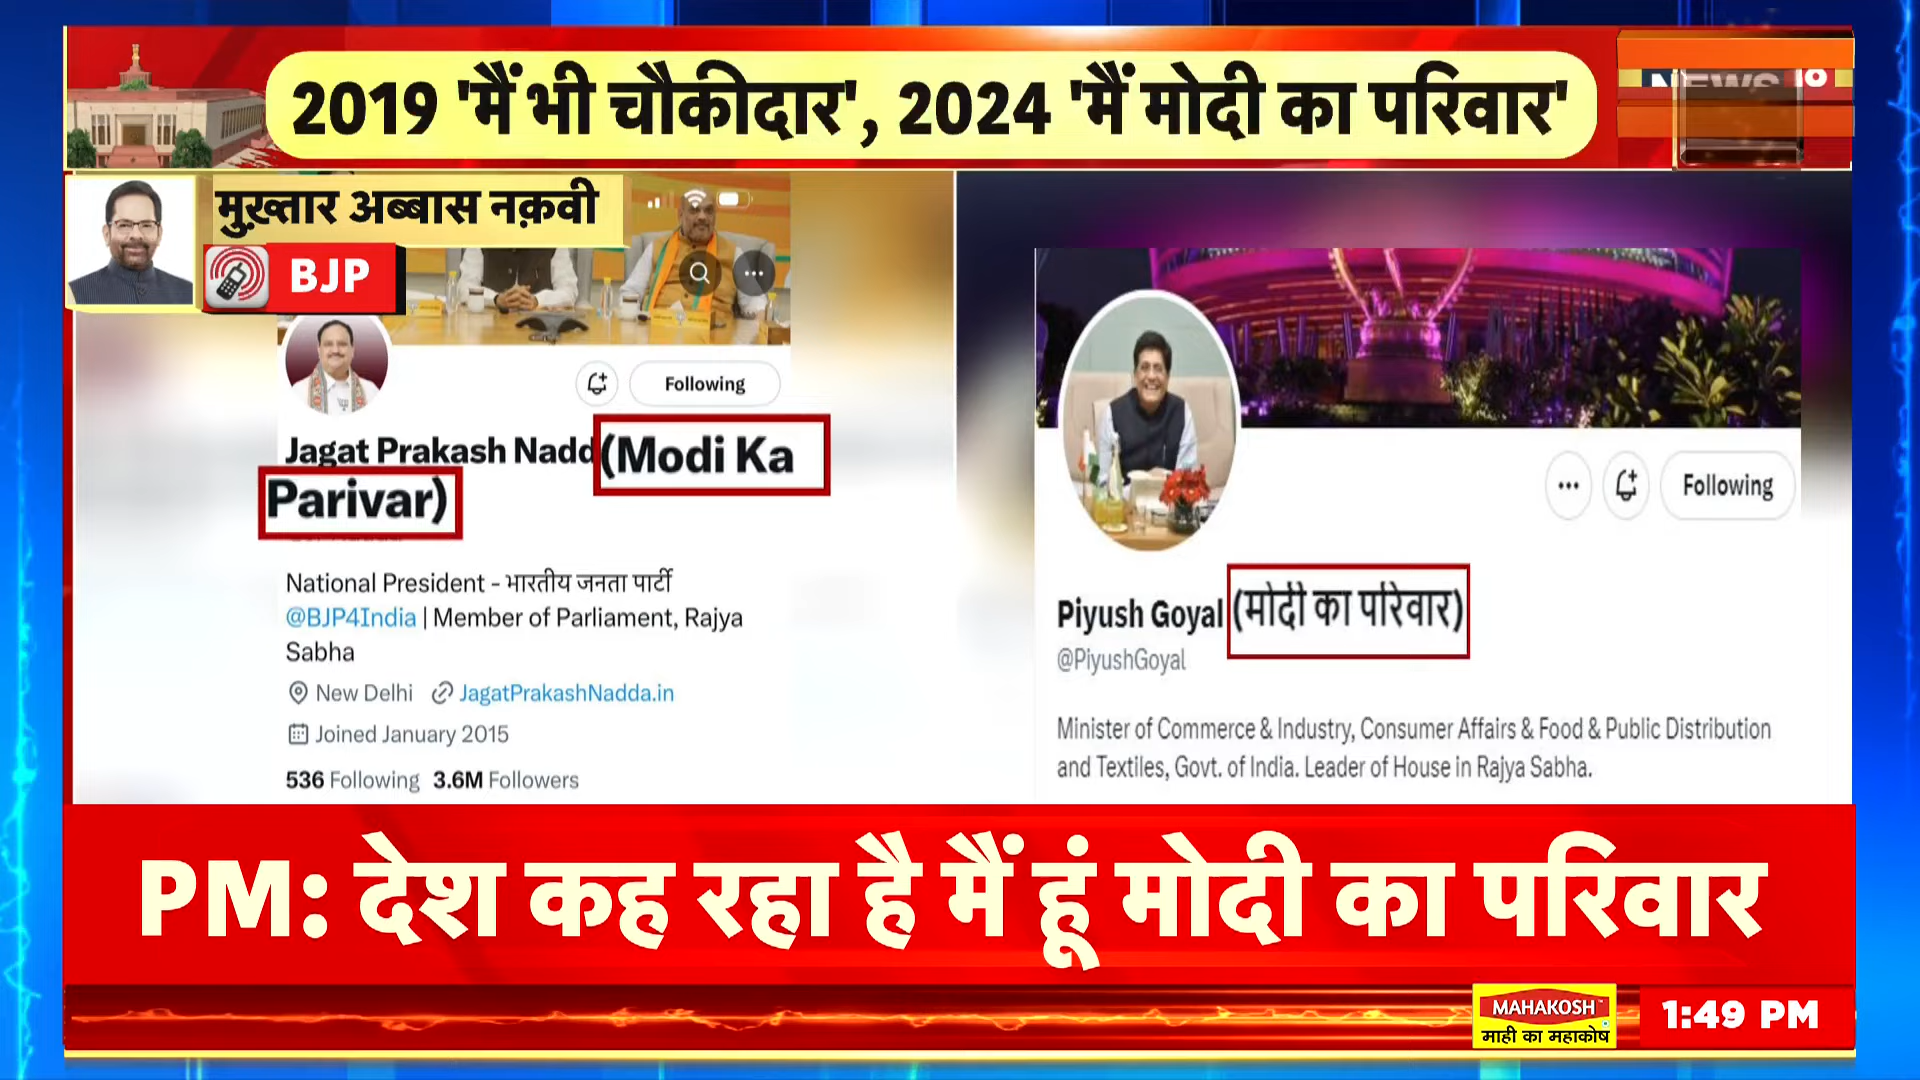 2019 'मैं भी चौकीदार', 2024 'मैं मोदी का परिवार'
NEWS 18
मुख़्तार अब्बास नक़वी
BJP
Following
Jagat Prakash Nadd (Modi Ka
Parivar)
National President - भारतीय जनता पार्टी
@BJP4India | Member of Parliament, Rajya
Sabha
New Delhi JagatPrakashNadda.in
Joined January 2015
536 Following 3.6M Followers
Following
Piyush Goyal (मोदी का परिवार)
@PiyushGoyal
Minister of Commerce & Industry, Consumer Affairs & Food & Public Distribution
and Textiles, Govt. of India. Leader of House in Rajya Sabha.
PM: देश कह रहा है मैं हूं मोदी का परिवार
MAHAKOSH
माही का महाकोष
1:49 PM